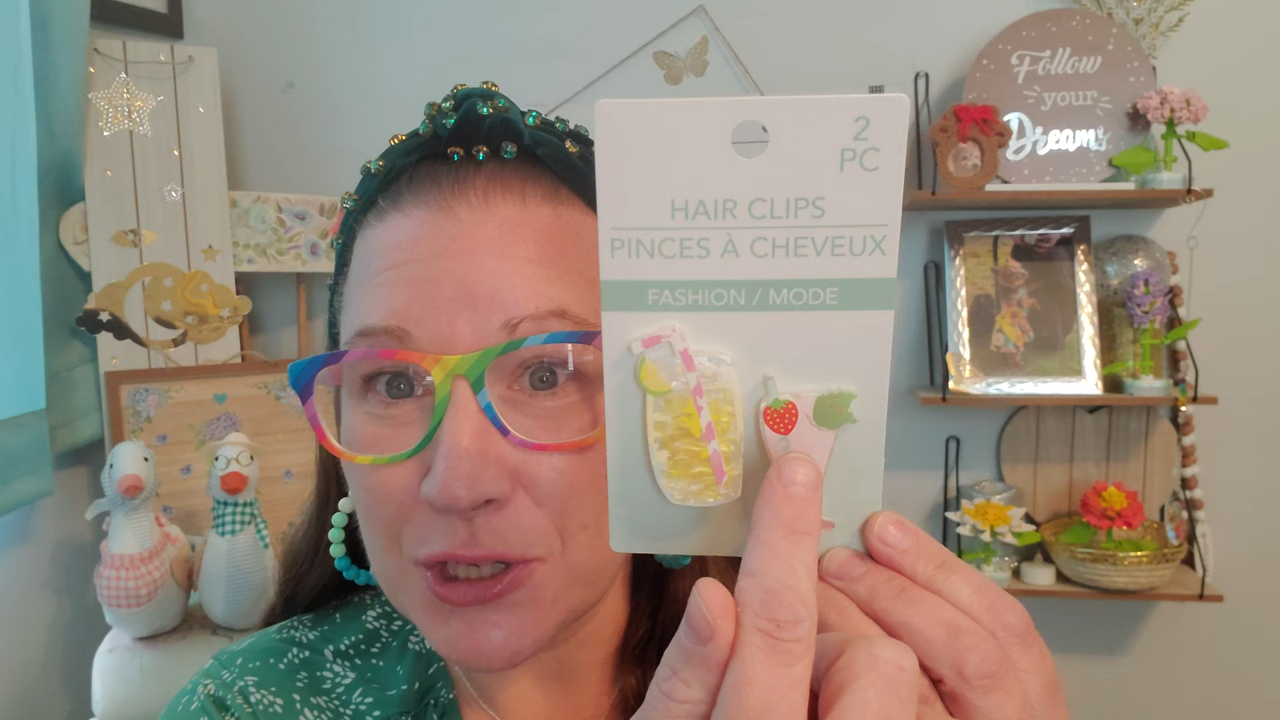 Follow
your
Dreams
2
PC
HAIR CLIPS
PINCES À CHEVEUX
FASHION / MODE